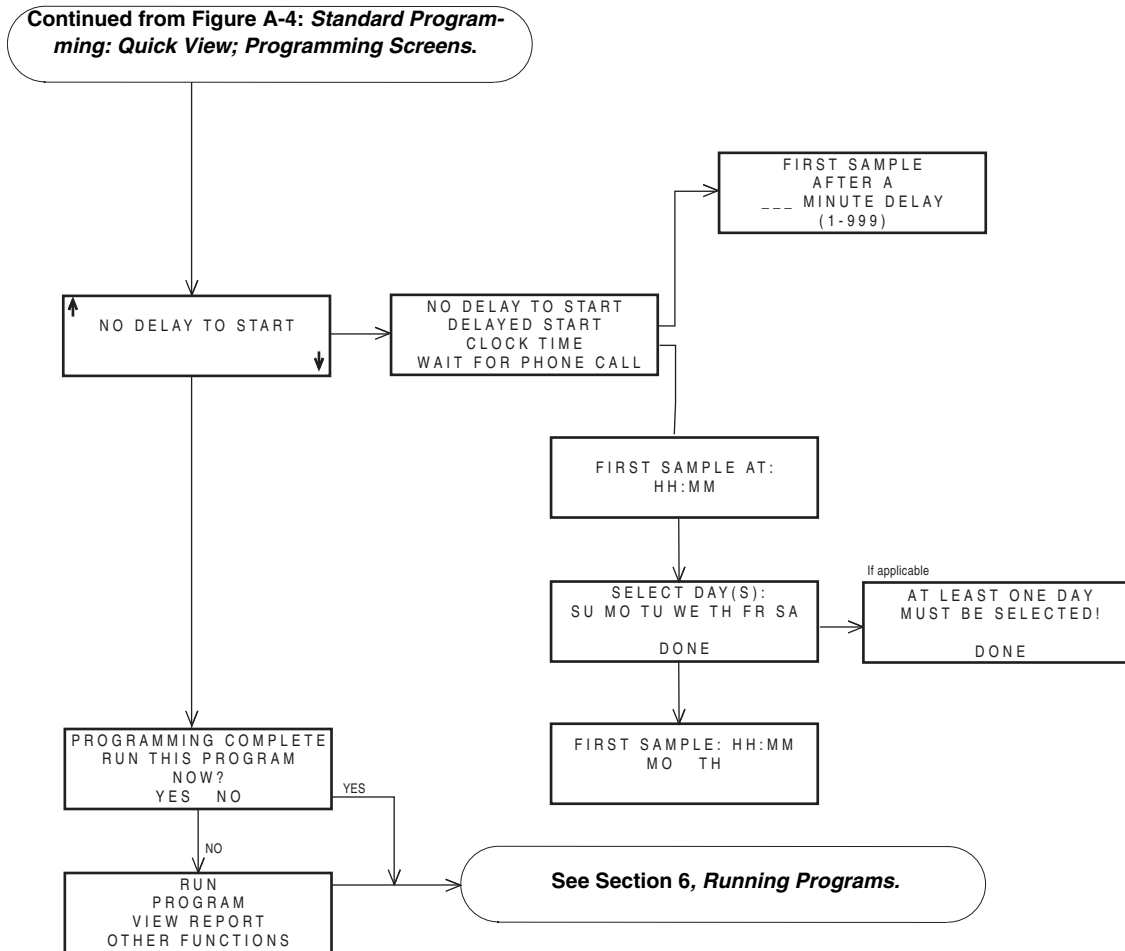 Continued from Figure A-4: Standard Program-
ming: Quick View; Programming Screens.
FIRST SAMPLE
AFTER A
___ MINUTE DELAY
(1-999)
NO DELAY TO START
NO DELAY TO START
DELAYED START
CLOCK TIME
WAIT FOR PHONE CALL
FIRST SAMPLE AT:
HH:MM
SELECT DAY(S):
SU MO TU WE TH FR SA
DONE
If applicable
AT LEAST ONE DAY
MUST BE SELECTED!
DONE
FIRST SAMPLE: HH:MM
MO TH
PROGRAMMING COMPLETE
RUN THIS PROGRAM
NOW?
YES NO
YES
NO
RUN
PROGRAM
VIEW REPORT
OTHER FUNCTIONS
See Section 6, Running Programs.